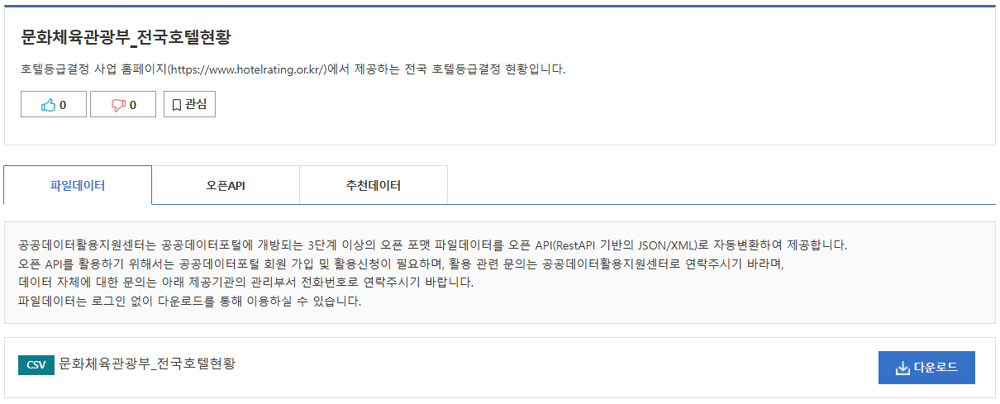 문화체육관광부_전국호텔현황
호텔등급결정 사업 홈페이지(https://www.hotelrating.or.kr/)에서 제공하는 전국 호텔등급결정 현황입니다.
0 0 관심
파일데이터 오픈API 추천데이터
공공데이터활용지원센터는 공공데이터포털에 개방되는 3단계 이상의 오픈 포맷 파일데이터를 오픈 API(RestAPI 기반의 JSON/XML)로 자동변환하여 제공합니다.
오픈 API를 활용하기 위해서는 공공데이터포털 회원 가입 및 활용신청이 필요하며, 활용 관련 문의는 공공데이터활용지원센터로 연락주시기 바라며,
데이터 자체에 대한 문의는 아래 제공기관의 관리부서 전화번호로 연락주시기 바랍니다.
파일데이터는 로그인 없이 다운로드를 통해 이용하실 수 있습니다.
CSV 문화체육관광부_전국호텔현황 다운로드